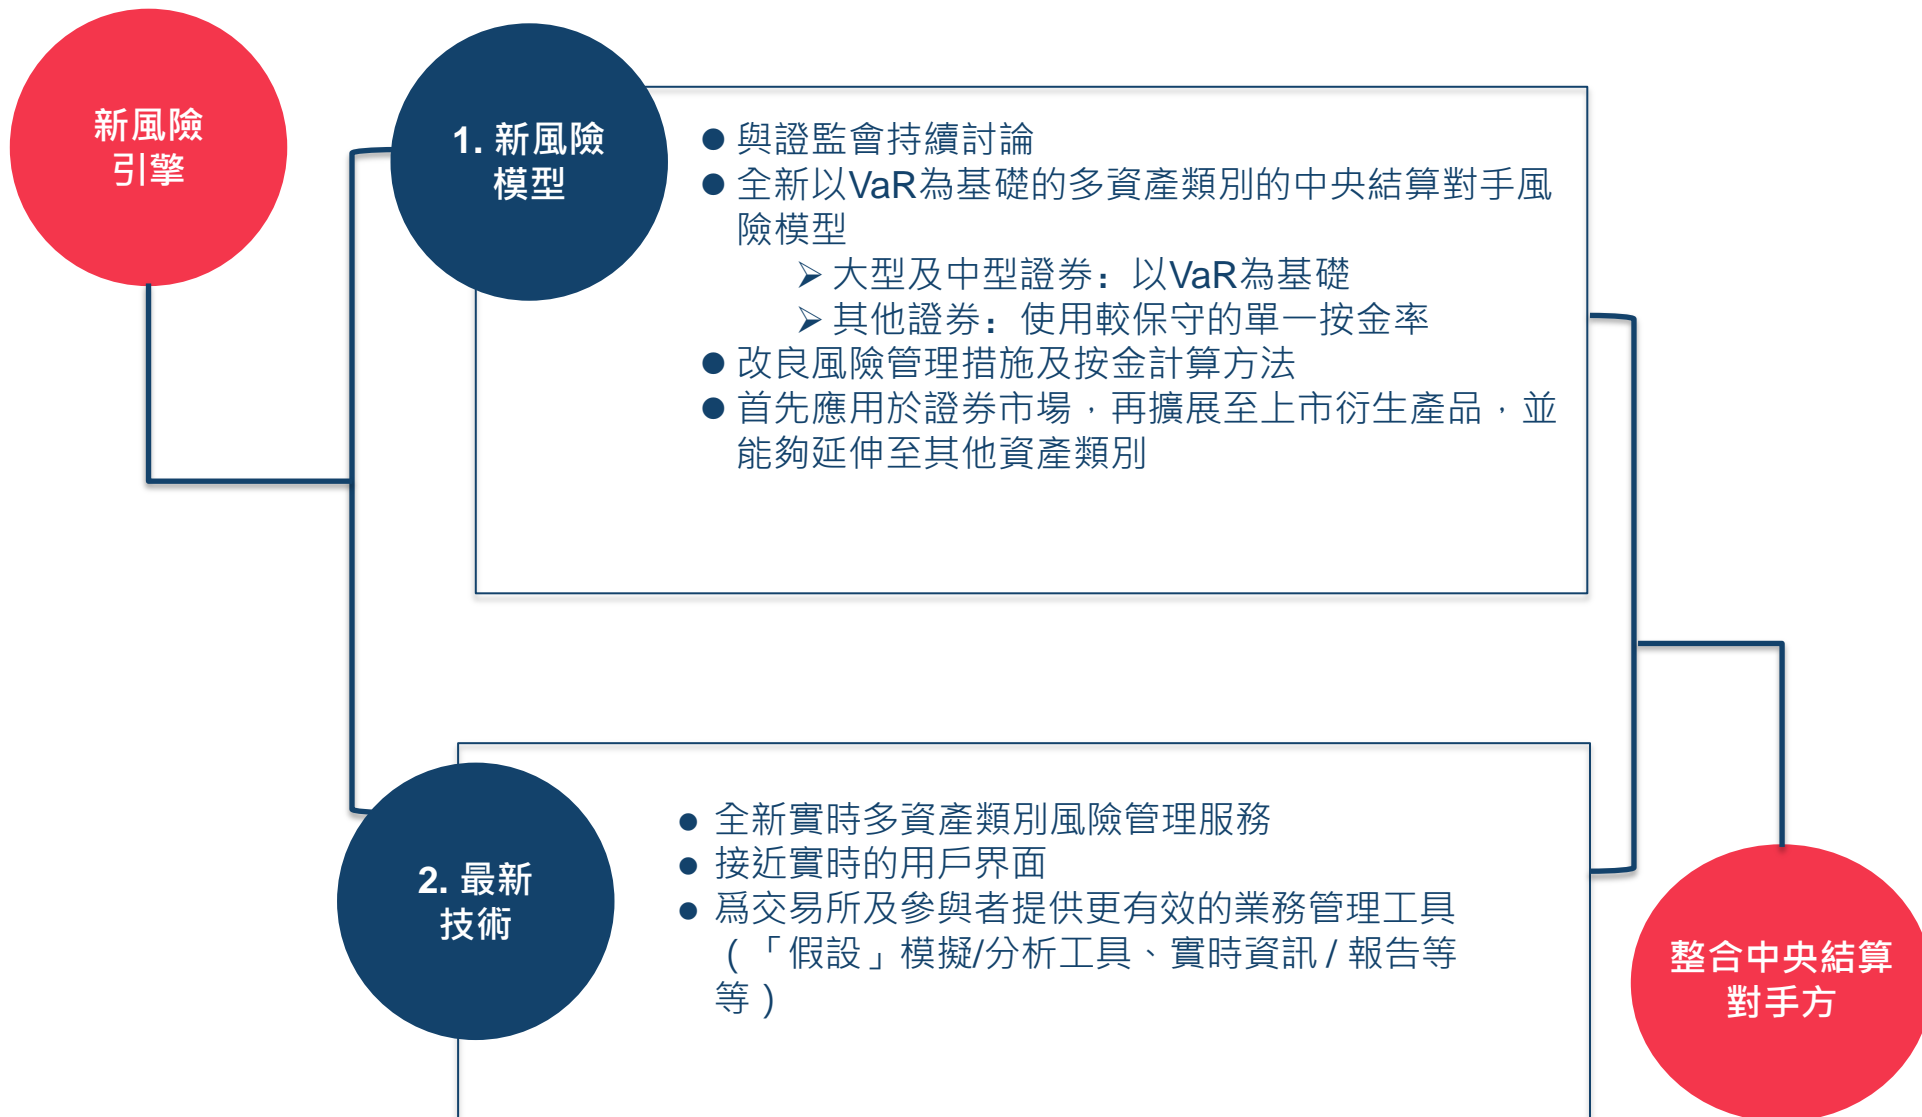 新風險
引擎
1. 新風險
模型
● 與證監會持續討論
● 全新以VaR為基礎的多資產類別的中央結算對手風
險模型
➢ 大型及中型證券：以VaR為基礎
➢ 其他證券：使用較保守的單一按金率
● 改良風險管理措施及按金計算方法
● 首先應用於證券市場，再擴展至上市衍生產品，並
能夠延伸至其他資產類別
2. 最新
技術
● 全新實時多資產類別風險管理服務
● 接近實時的用戶界面
● 爲交易所及參與者提供更有效的業務管理工具
(「假設」模擬/分析工具、實時資訊 / 報告等
等 )
整合中央結算
對手方